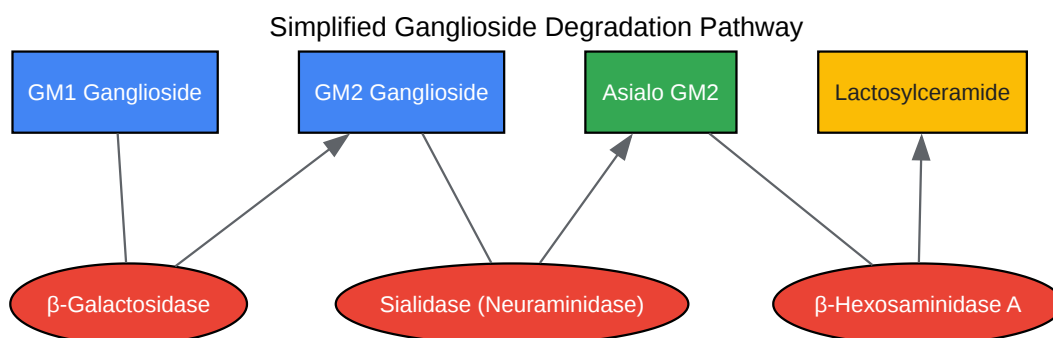 Simplified Ganglioside Degradation Pathway
GM1 Ganglioside
GM2 Ganglioside
Asialo GM2
Lactosylceramide
β-Galactosidase
Sialidase (Neuraminidase)
β-Hexosaminidase A